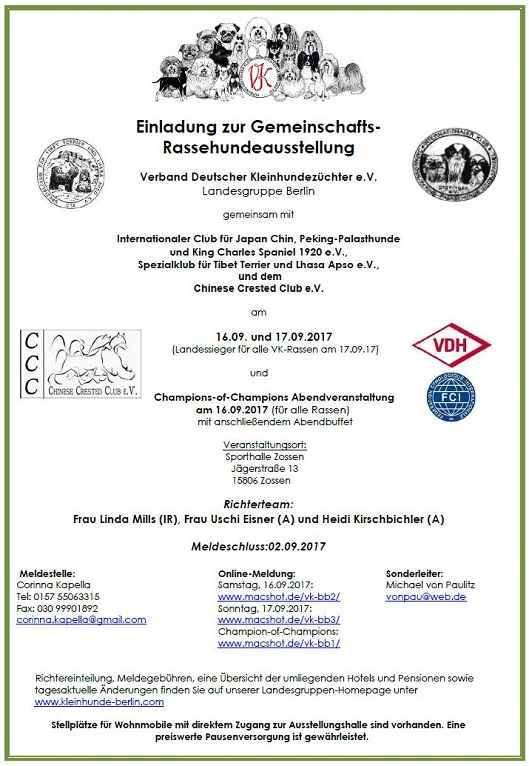 VK
Einladung zur Gemeinschafts-
Rassehundeausstellung
Verband Deutscher Kleinhundezüchter e.V.
Landesgruppe Berlin
gemeinsam mit
Internationaler Club für Japan Chin, Peking-Palasthunde
und King Charles Spaniel 1920 e.V.,
Spezialklub für Tibet Terrier und Lhasa Apso e.V.,
und dem
Chinese Crested Club e.V.
am
16.09. und 17.09.2017
(Landessieger für alle VK-Rassen am 17.09.17)
und
Champions-of-Champions Abendveranstaltung
am 16.09.2017 (für alle Rassen)
mit anschließendem Abendbuffet
C
C
C
CHINESE CRESTED CLUB e.V.
VDH
FCI
Veranstaltungsort:
Sporthalle Zossen
Jägerstraße 13
15806 Zossen
Richterteam:
Frau Linda Mills (IR), Frau Uschi Eisner (A) und Heidi Kirschbichler (A)
Meldeschluss:02.09.2017
Meldestelle:
Corinna Kapella
Tel: 0157 55063315
Fax: 030 99901892
corinna.kapella@gmail.com
Online-Meldung:
Samstag, 16.09.2017:
www.macshot.de/vk-bb2/
Sonntag, 17.09.2017:
www.macshot.de/vk-bb3/
Champion-of-Champions:
www.macshot.de/vk-bb1/
Sonderleiter:
Michael von Paulitz
vonpau@web.de
Richtereinteilung, Meldegebühren, eine Übersicht der umliegenden Hotels und Pensionen sowie
tagesaktuelle Änderungen finden Sie auf unserer Landesgruppen-Homepage unter
www.kleinhunde-berlin.com
Stellplätze für Wohnmobile mit direktem Zugang zur Ausstellungshalle sind vorhanden. Eine
preiswerte Pausenversorgung ist gewährleistet.